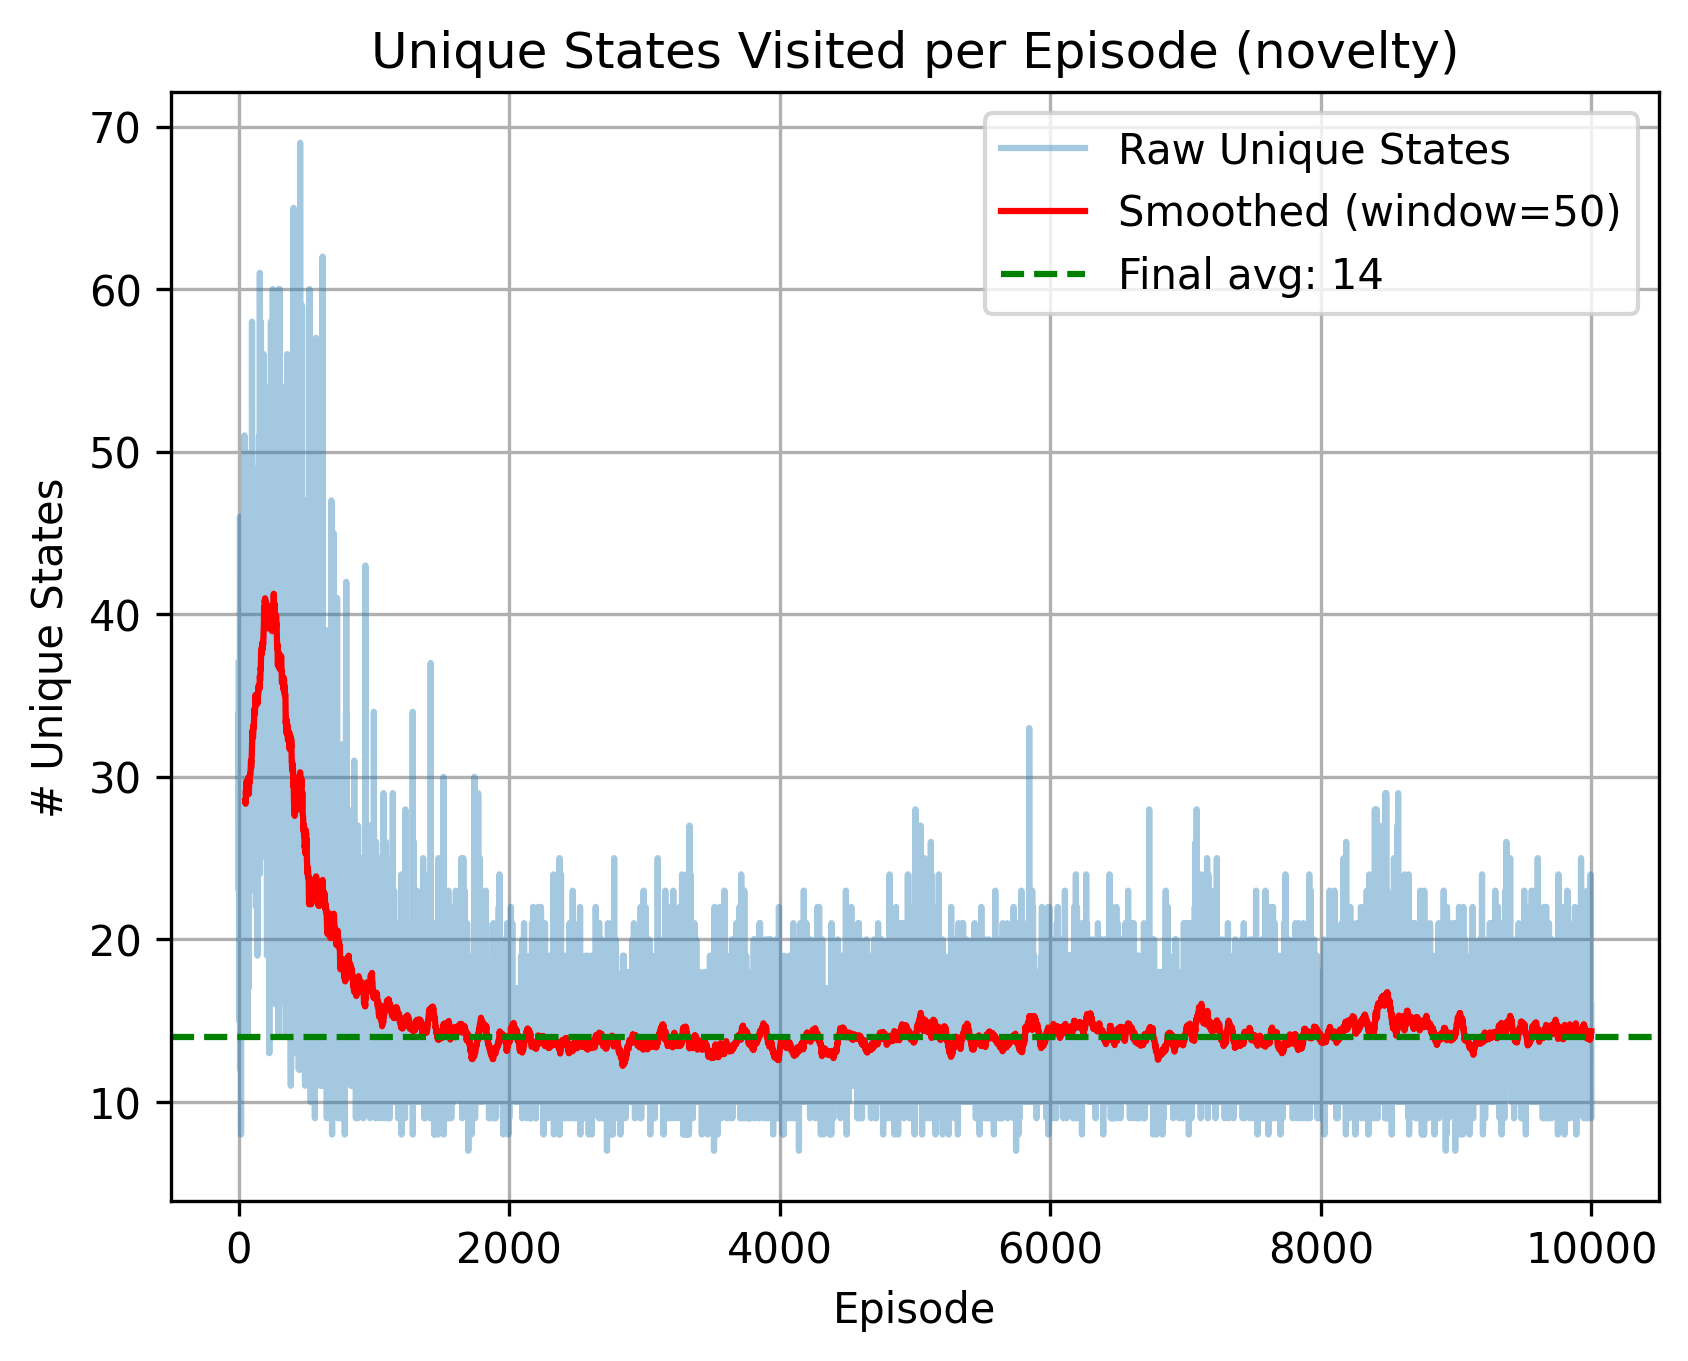 Unique States Visited per Episode (novelty)
Raw Unique States
Smoothed (window=50)
Final avg: 14
# Unique States
70
60
50
40
30
20
10
0 2000 4000 6000 8000 10000
Episode